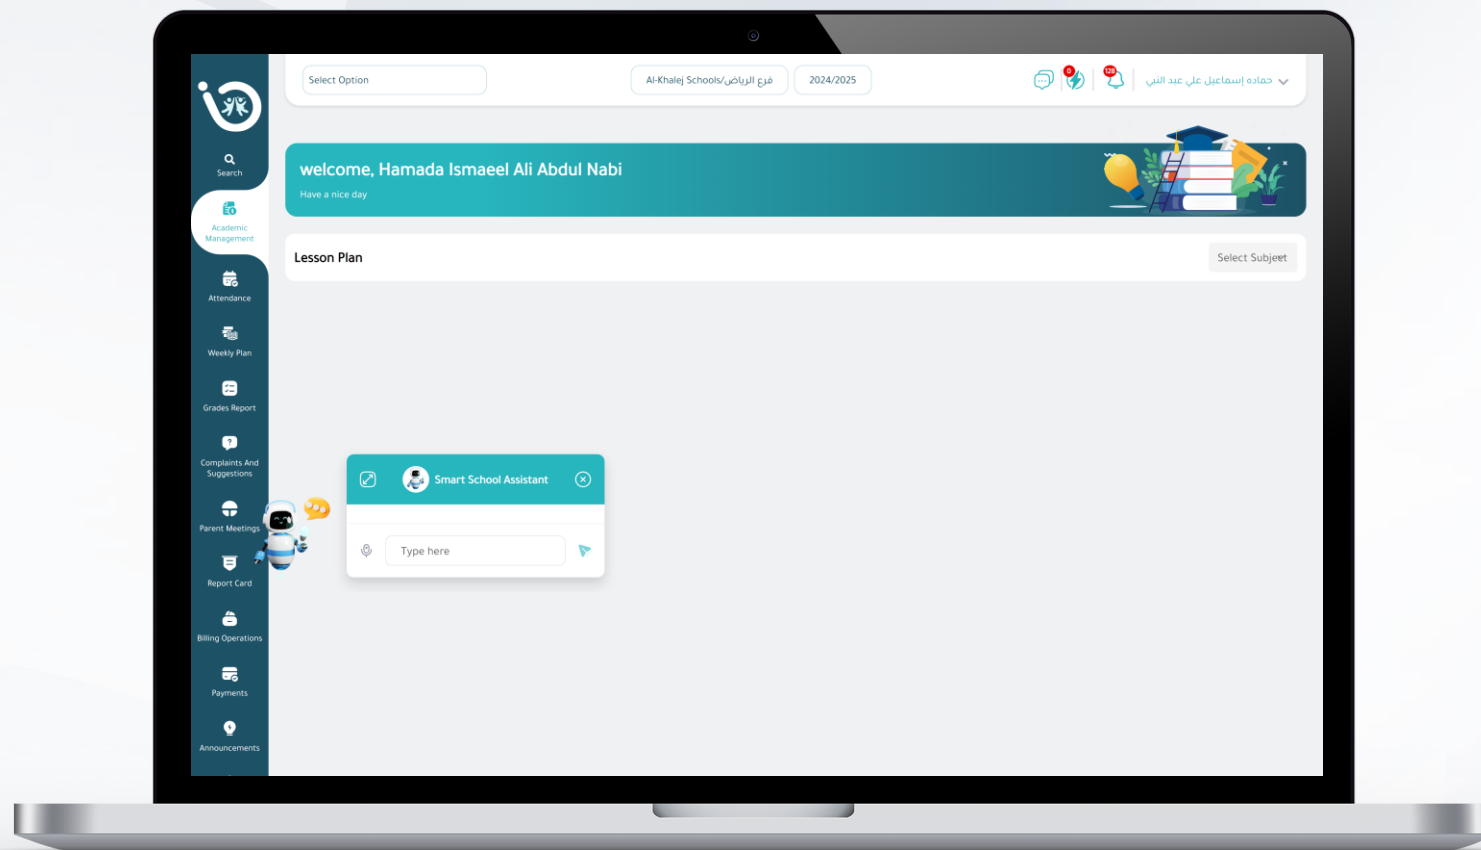 Select Option
Al-Khalej Schools/فرع الرياض
2024/2025
0
128
حماده إسماعيل علي عبد النبي
Search
Academic
Management
Attendance
Weekly Plan
Grades Report
Complaints And
Suggestions
Parent Meetings
Report Card
Billing Operations
Payments
Announcements
welcome, Hamada Ismaeel Ali Abdul Nabi
Have a nice day
Lesson Plan
Select Subject
Smart School Assistant
Type here